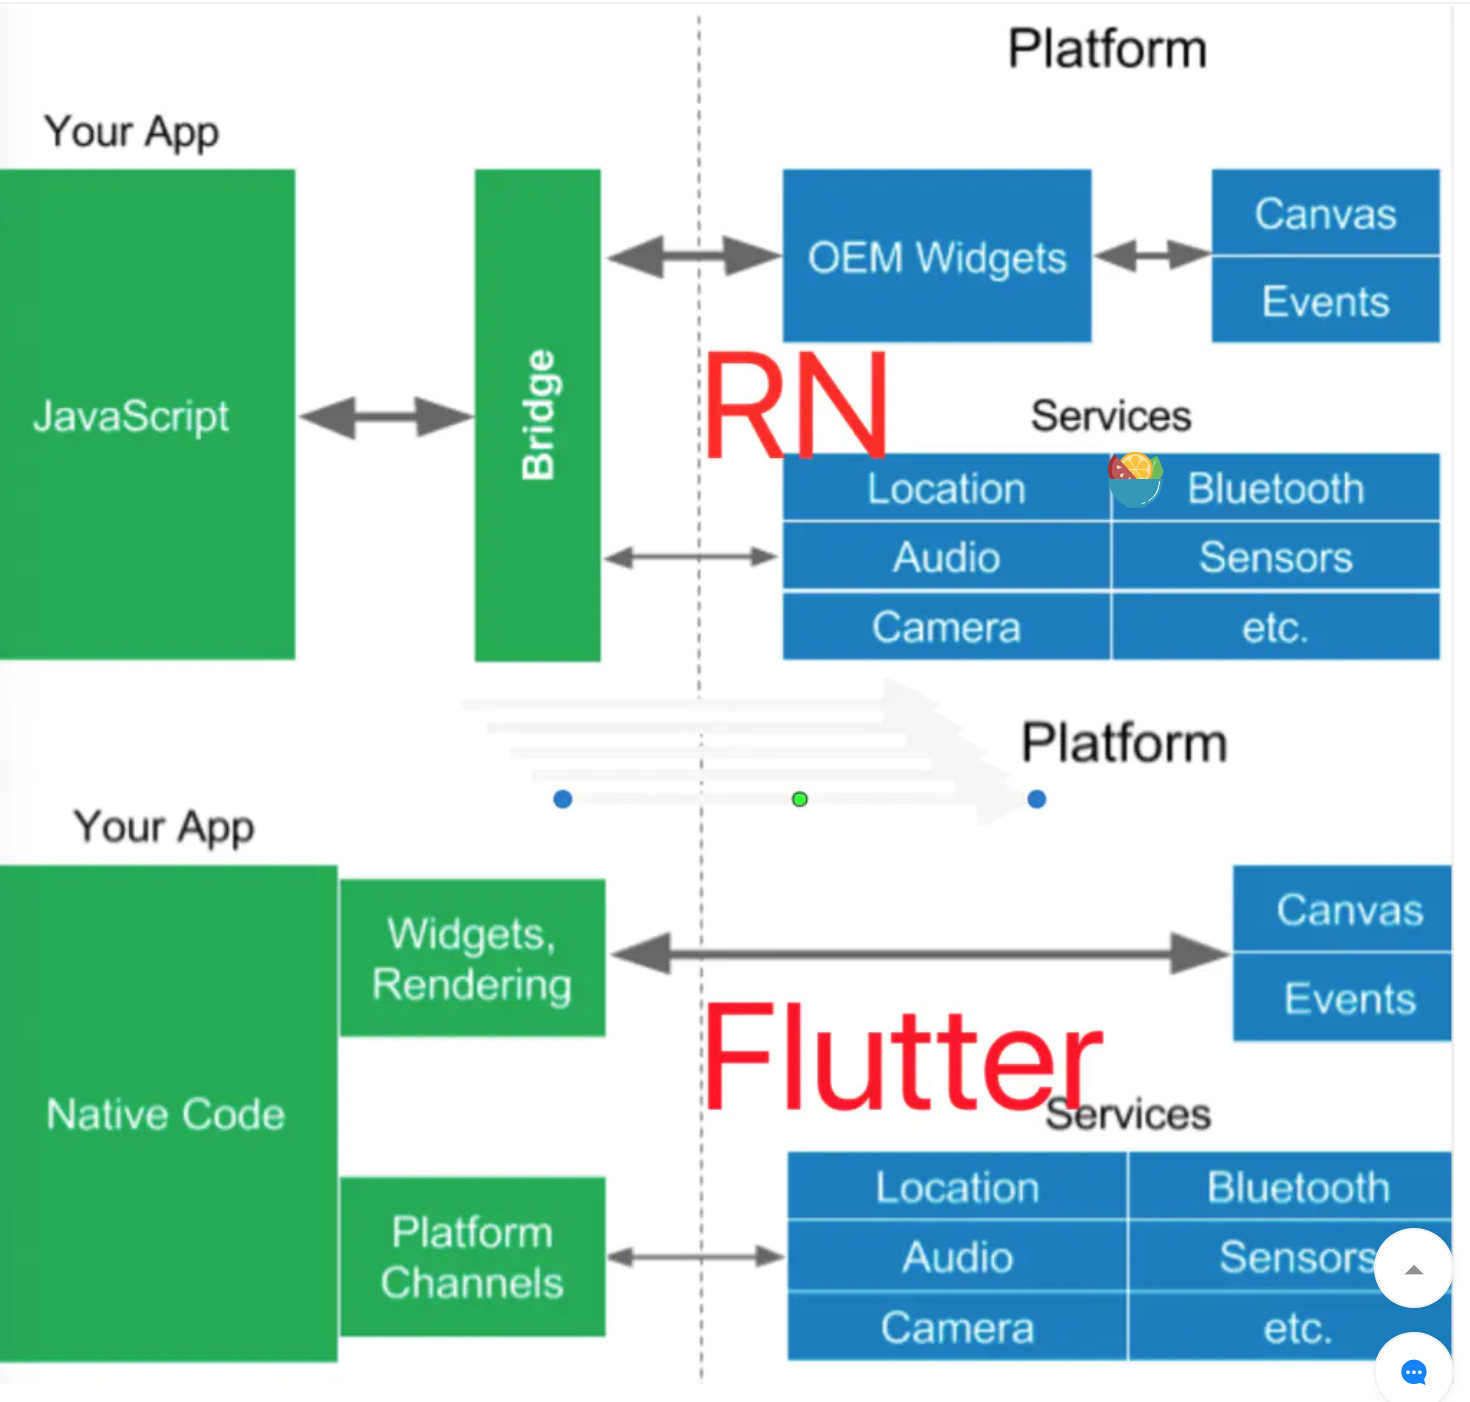 Platform
Your App
JavaScript
Bridge
OEM Widgets
Canvas
Events
RN
Services
Location
Bluetooth
Audio
Sensors
Camera
etc.
Platform
Your App
Native Code
Widgets,
Rendering
Canvas
Events
Flutter
Services
Platform
Channels
Location
Bluetooth
Audio
Sensors
Camera
etc.